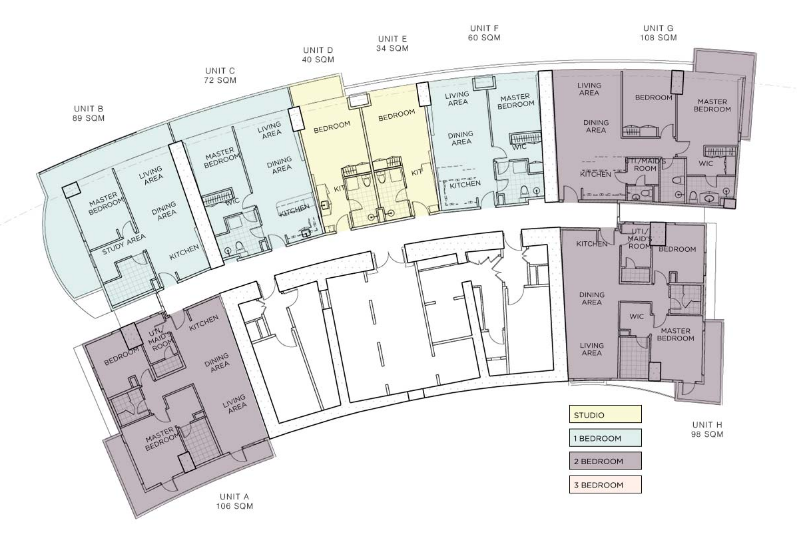 UNIT B
89 SQM
UNIT C
72 SQM
UNIT D
40 SQM
UNIT E
34 SQM
UNIT F
60 SQM
UNIT G
108 SQM
MASTER
BEDROOM
LIVING
AREA
DINING
AREA
STUDY AREA
KITCHEN
MASTER
BEDROOM
LIVING
AREA
DINING
AREA
WIC
KITCHEN
BEDROOM
KIT
BEDROOM
KIT
LIVING
AREA
MASTER
BEDROOM
DINING
AREA
WIC
KITCHEN
LIVING
AREA
BEDROOM
MASTER
BEDROOM
DINING
AREA
WIC
KITCHEN
UTI/MAID'S
ROOM
KITCHEN
UTI/
MAID'S
ROOM
BEDROOM
DINING
AREA
WIC
MASTER
BEDROOM
LIVING
AREA
UNIT H
98 SQM
BEDROOM
UTI/
MAID'S
ROOM
KITCHEN
DINING
AREA
LIVING
AREA
MASTER
BEDROOM
UNIT A
106 SQM
STUDIO
1 BEDROOM
2 BEDROOM
3 BEDROOM